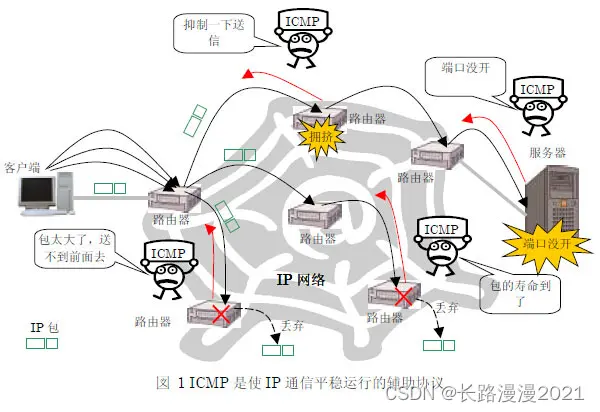 ICMP
抑制一下送
信
ICMP
端口没开
路由器
拥挤
服务器
路由器
客户端
路由器
路由器
端口没开
包太大了，送
不到前面去
ICMP
ICMP
包的寿命到
了
IP 网络
路由器
路由器
丢弃
丢弃
IP 包
図 1 ICMP 是使 IP 通信平稳运行的辅助协议
CSDN @长路漫漫2021